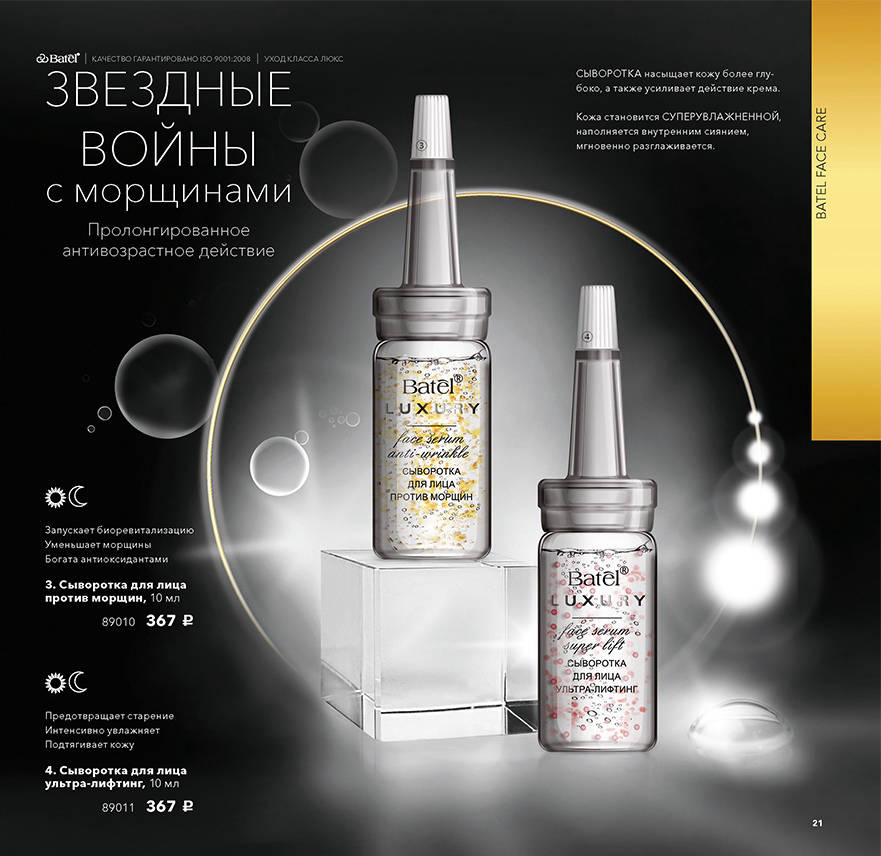 Batel® | КАЧЕСТВО ГАРАНТИРОВАНО ISO 9001:2008 | УХОД КЛАССА ЛЮКС
ЗВЕЗДНЫЕ
ВОЙНЫ
с морщинами
Пролонгированное
антивозрастное действие
СЫВОРОТКА насыщает кожу более глу-
боко, а также усиливает действие крема.
Кожа становится СУПЕРУВЛАЖНЕННОЙ,
наполняется внутренним сиянием,
мгновенно разглаживается.
BATEL FACE CARE
3
Batel®
LUXURY
face serum
anti-wrinkle
СЫВОРОТКА
ДЛЯ ЛИЦА
ПРОТИВ МОРЩИН
4
Batel®
LUXURY
face serum
super lift
СЫВОРОТКА
ДЛЯ ЛИЦА
УЛЬТРА-ЛИФТИНГ
Запускает биоревитализацию
Уменьшает морщины
Богата антиоксидантами
3. Сыворотка для лица
против морщин, 10 мл
89010 367 ₽
Предотвращает старение
Интенсивно увлажняет
Подтягивает кожу
4. Сыворотка для лица
ультра-лифтинг, 10 мл
89011 367 ₽
21